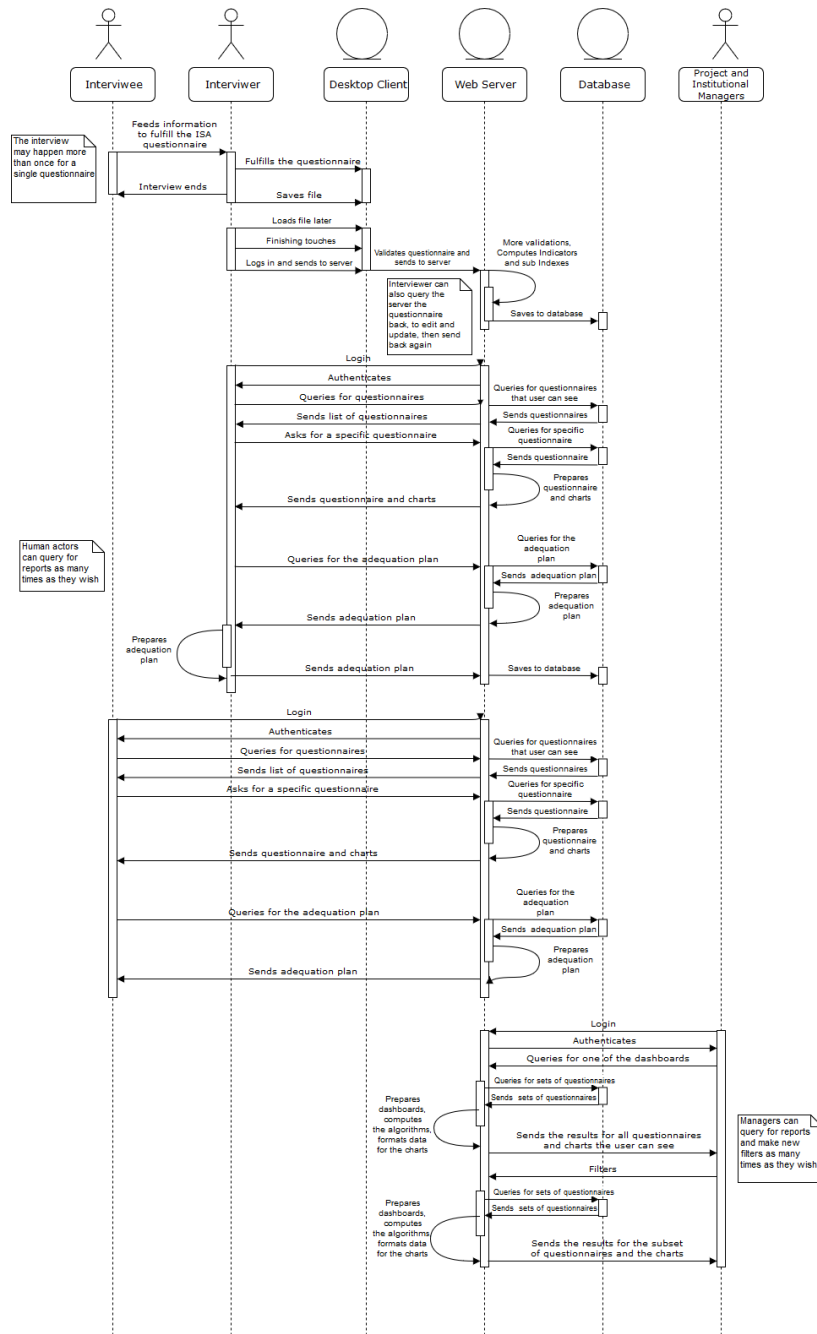 Interviwee
Interviwer
Desktop Client
Web Server
Database
Project and
Institutional
Managers
The interview
may happen more
than once for a
single questionnaire
Feeds information
to fulfill the ISA
questionnaire
Fulfills the questionnaire
Interview ends
Saves file
Loads file later
Finishing touches
Logs in and sends to server
Validates questionnaire and
sends to server
More validations,
Computes Indicators
and sub Indexes
Interviewer can
also query the
server the
questionnaire
back, to edit and
update, then send
back again
Saves to database
Login
Authenticates
Queries for questionnaires
Queries for questionnaires
that user can see
Sends list of questionnaires
Sends questionnaires
Asks for a specific questionnaire
Queries for specific
questionnaire
Sends questionnaire
Prepares
questionnaire
and charts
Sends questionnaire and charts
Human actors
can query for
reports as many
times as they wish
Queries for the adequation plan
Queries for the
adequation
plan
Sends  adequation plan
Prepares
adequation
plan
Sends adequation plan
Prepares
adequation
plan
Sends adequation plan
Saves to database
Login
Authenticates
Queries for questionnaires
Queries for questionnaires
that user can see
Sends list of questionnaires
Sends questionnaires
Asks for a specific questionnaire
Queries for specific
questionnaire
Sends questionnaire
Prepares
questionnaire
and charts
Sends questionnaire and charts
Queries for the adequation plan
Queries for the
adequation
plan
Sends  adequation plan
Prepares
adequation
plan
Sends adequation plan
Login
Authenticates
Queries for one of the dashboards
Queries for sets of questionnaires
Sends  sets of questionnaires
Prepares
dashboards,
computes
the algorithms,
formats data
for the charts
Sends the results for all questionnaires
and charts the user can see
Managers can
query for reports
and make new
filters as many
times as they wish
Filters
Queries for sets of questionnaires
Sends  sets of questionnaires
Prepares
dashboards,
computes
the algorithms,
formats data
for the charts
Sends the results for the subset
of questionnaires and the charts